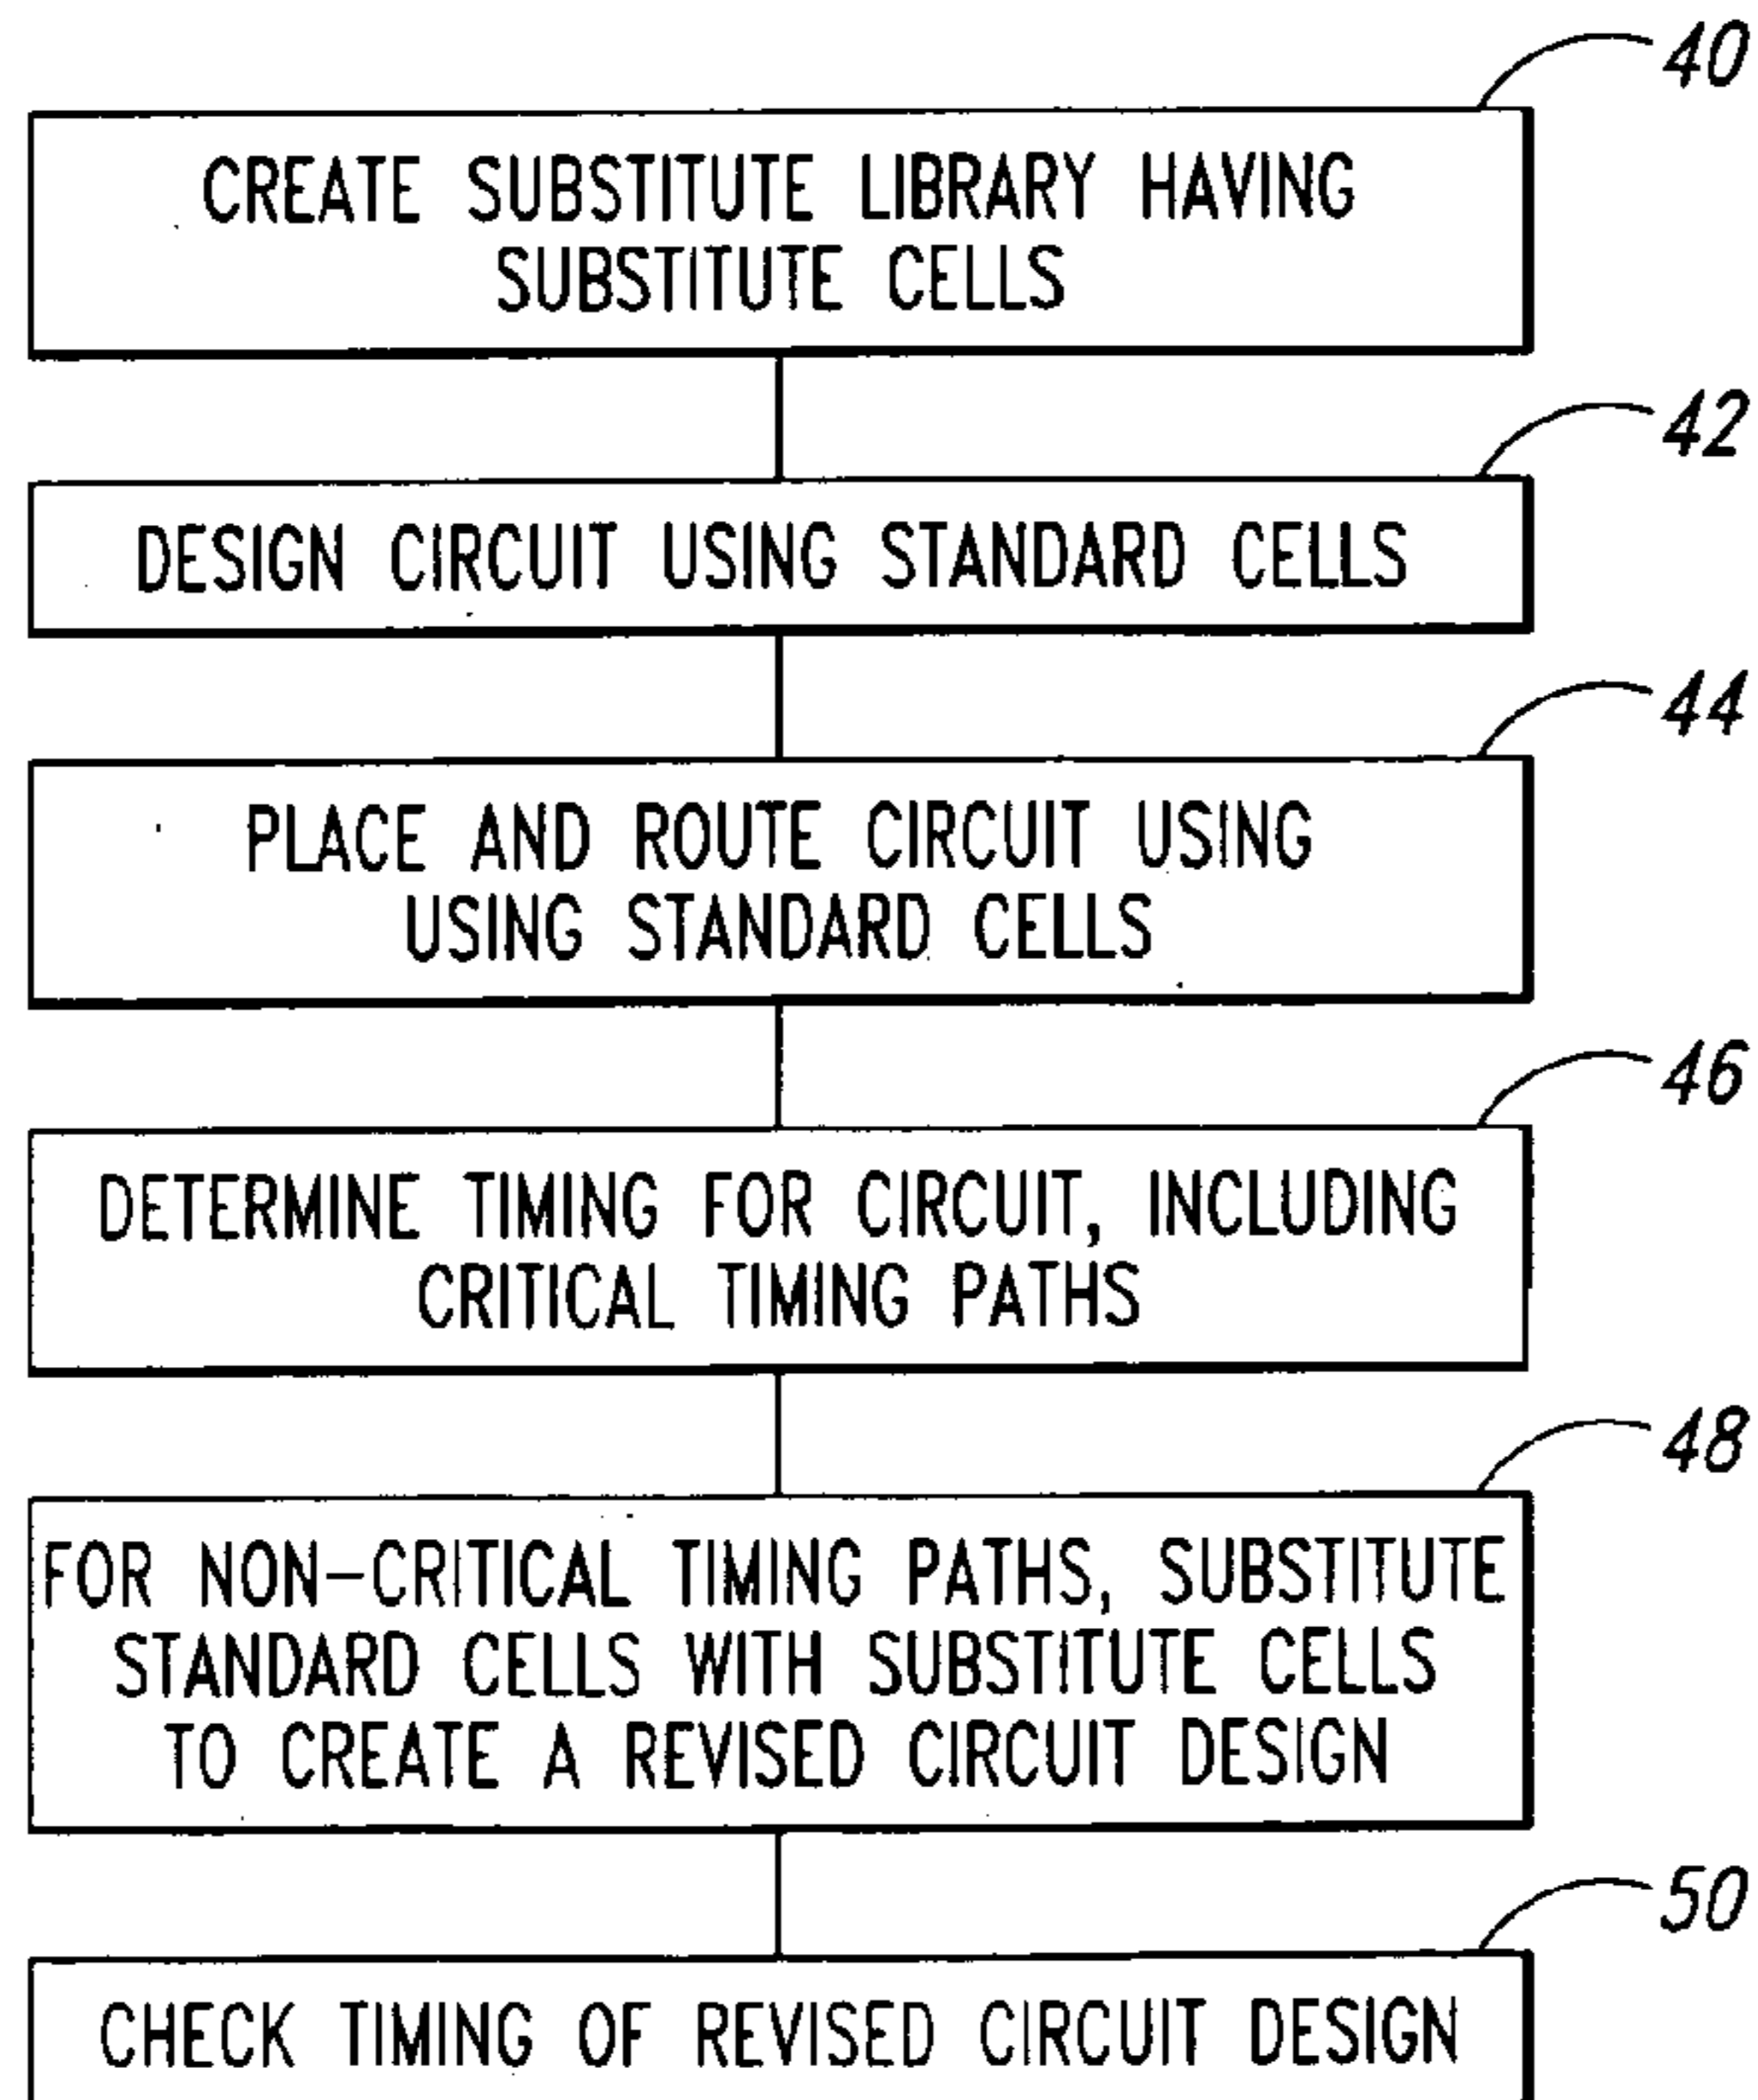 40
CREATE SUBSTITUTE LIBRARY HAVING
SUBSTITUTE CELLS
42
DESIGN CIRCUIT USING STANDARD CELLS
44
PLACE AND ROUTE CIRCUIT USING
USING STANDARD CELLS
46
DETERMINE TIMING FOR CIRCUIT, INCLUDING
CRITICAL TIMING PATHS
48
FOR NON-CRITICAL TIMING PATHS, SUBSTITUTE
STANDARD CELLS WITH SUBSTITUTE CELLS
TO CREATE A REVISED CIRCUIT DESIGN
50
CHECK TIMING OF REVISED CIRCUIT DESIGN